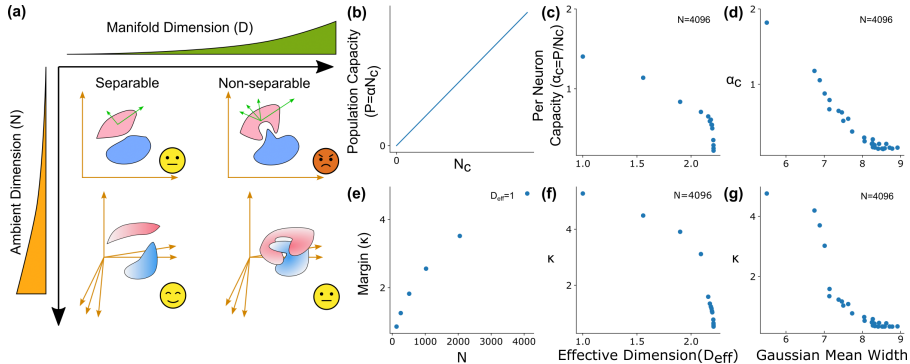 (a)
Manifold Dimension (D)
Ambient Dimension (N)
Separable
Non-separable
(b)
Population Capacity
(P=αN_c)
0
0
N_c
(c)
Per Neuron
Capacity (α_c=P/N_c)
N=4096
2
1
1.0
1.5
2.0
(d)
α_c
N=4096
2
1
6
7
8
9
(e)
Margin (κ)
D_eff=1
4
2
0
1000
2000
3000
4000
N
(f)
κ
N=4096
4
2
1.0
1.5
2.0
Effective Dimension(D_eff)
(g)
κ
N=4096
4
2
6
7
8
9
Gaussian Mean Width